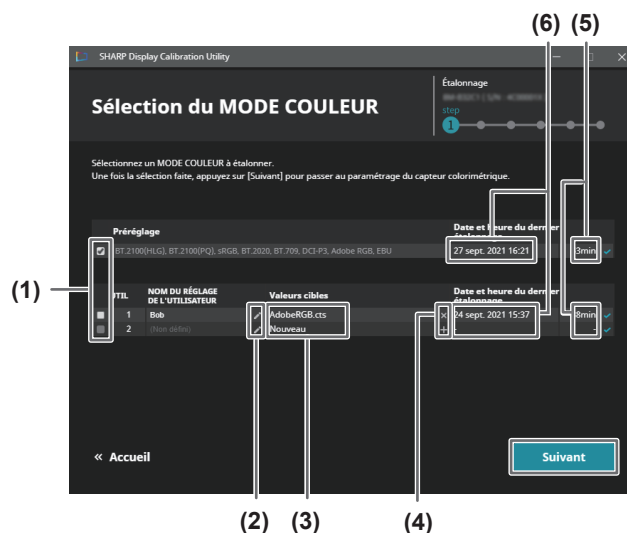 (6) (5)
SHARP Display Calibration Utility
Étalonnage
Sélection du MODE COULEUR
step
1
Sélectionnez un MODE COULEUR à étalonner.
Une fois la sélection faite, appuyez sur [Suivant] pour passer au paramétrage du capteur colorimétrique.
Préréglage
Date et heure du dernier
étalonnage
BT.2100(HLG), BT.2100(PQ), sRGB, BT.2020, BT.709, DCI-P3, Adobe RGB, EBU
27 sept. 2021 16:21
3min
(1)
UTIL
NOM DU RÉGLAGE
DE L'UTILISATEUR
Valeurs cibles
Date et heure du dernier
étalonnage
1 Bob AdobeRGB.cts 24 sept. 2021 15:37 8min
2 (Non défini) Nouveau - -
« Accueil
Suivant
(2) (3) (4)